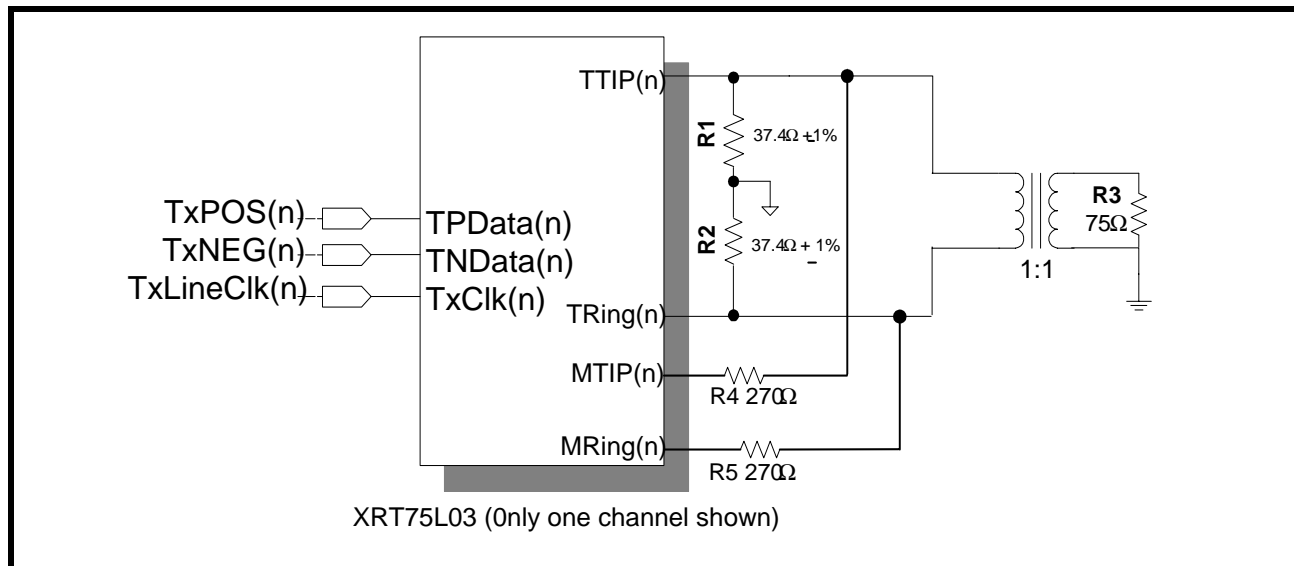 TTIP(n)
R1
37.4Ω +1%
-
R3
75Ω
TxPOS(n)
TPData(n)
TxNEG(n)
TNData(n)
R2
37.4Ω + 1%
-
1:1
TxLineClk(n)
TxClk(n)
TRing(n)
MTIP(n)
R4 270Ω
MRing(n)
R5 270Ω
XRT75L03 (0nly one channel shown)